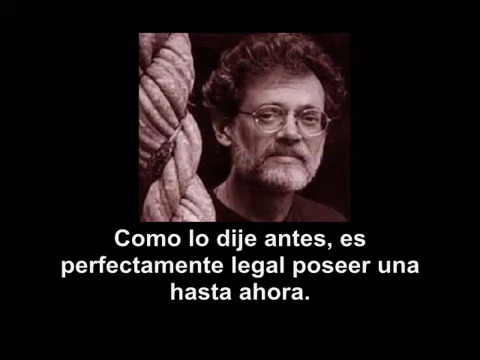 Como lo dije antes, es
perfectamente legal poseer una
hasta ahora.